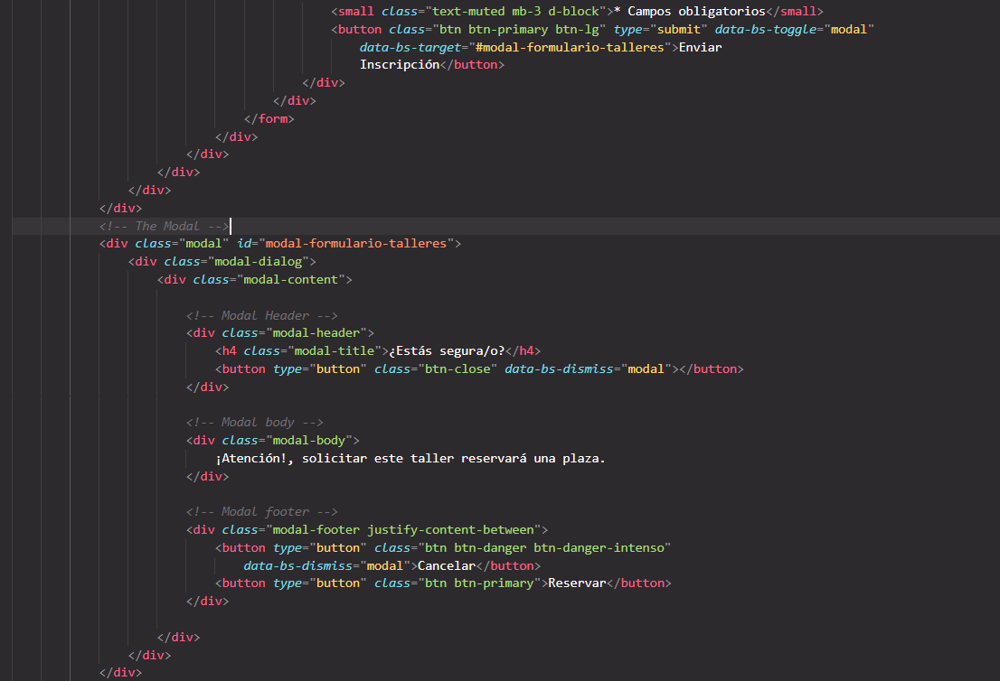 <small class="text-muted mb-3 d-block">* Campos obligatorios</small>
<button class="btn btn-primary btn-lg" type="submit" data-bs-toggle="modal"
data-bs-target="#modal-formulario-talleres">Enviar
Inscripción</button>
</div>
</div>
</form>
</div>
</div>
</div>
</div>
</div>
<!-- The Modal -->
<div class="modal" id="modal-formulario-talleres">
<div class="modal-dialog">
<div class="modal-content">
<!-- Modal Header -->
<div class="modal-header">
<h4 class="modal-title">¿Estás segura/o?</h4>
<button type="button" class="btn-close" data-bs-dismiss="modal"></button>
</div>
<!-- Modal body -->
<div class="modal-body">
¡Atención!, solicitar este taller reservará una plaza.
</div>
<!-- Modal footer -->
<div class="modal-footer justify-content-between">
<button type="button" class="btn btn-danger btn-danger-intenso"
data-bs-dismiss="modal">Cancelar</button>
<button type="button" class="btn btn-primary">Reservar</button>
</div>
</div>
</div>
</div>